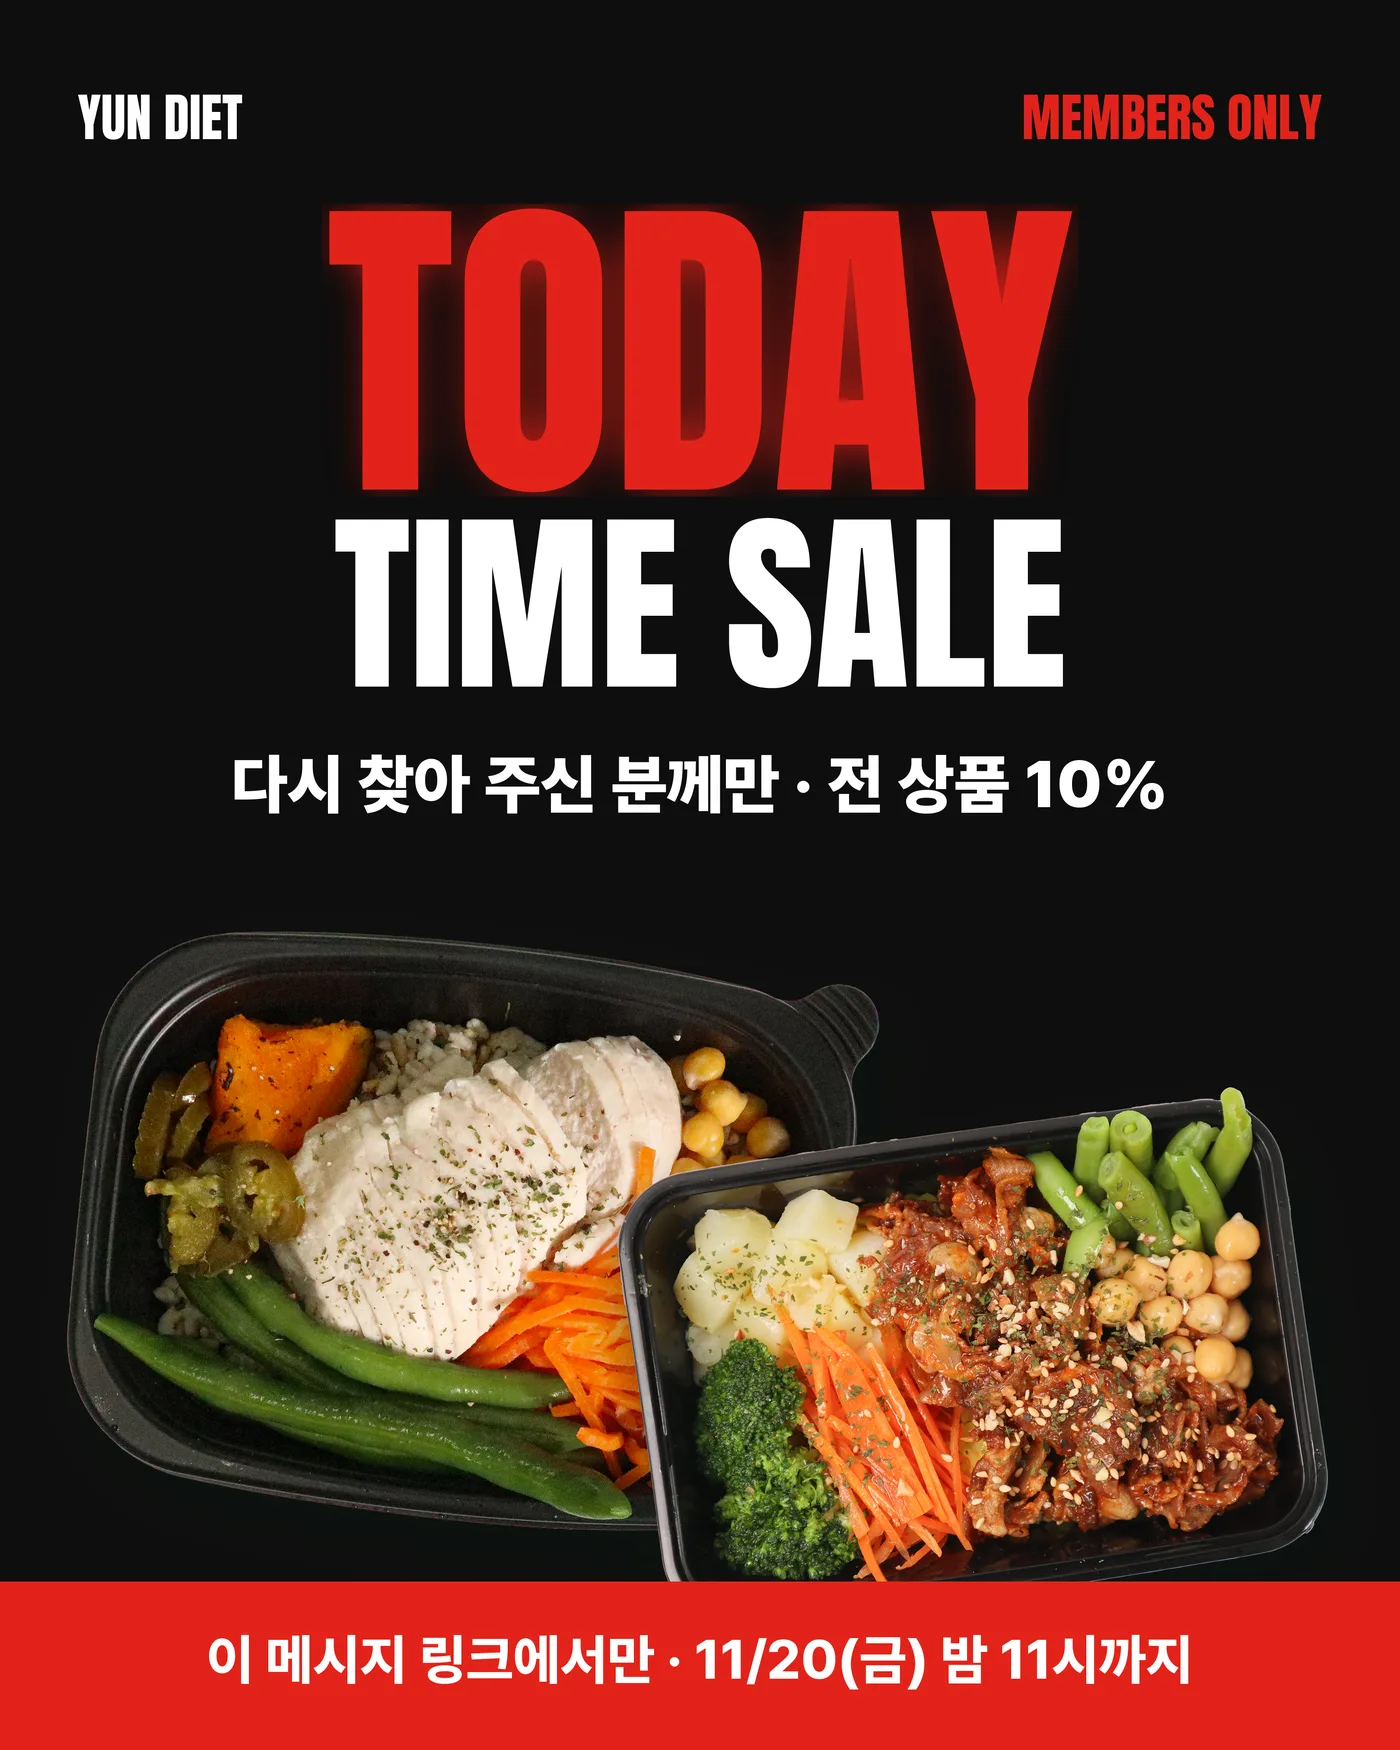 YUN DIET
MEMBERS ONLY
TODAY
TIME SALE
다시 찾아 주신 분께만 · 전 상품 10%
이 메시지 링크에서만 · 11/20(금) 밤 11시까지